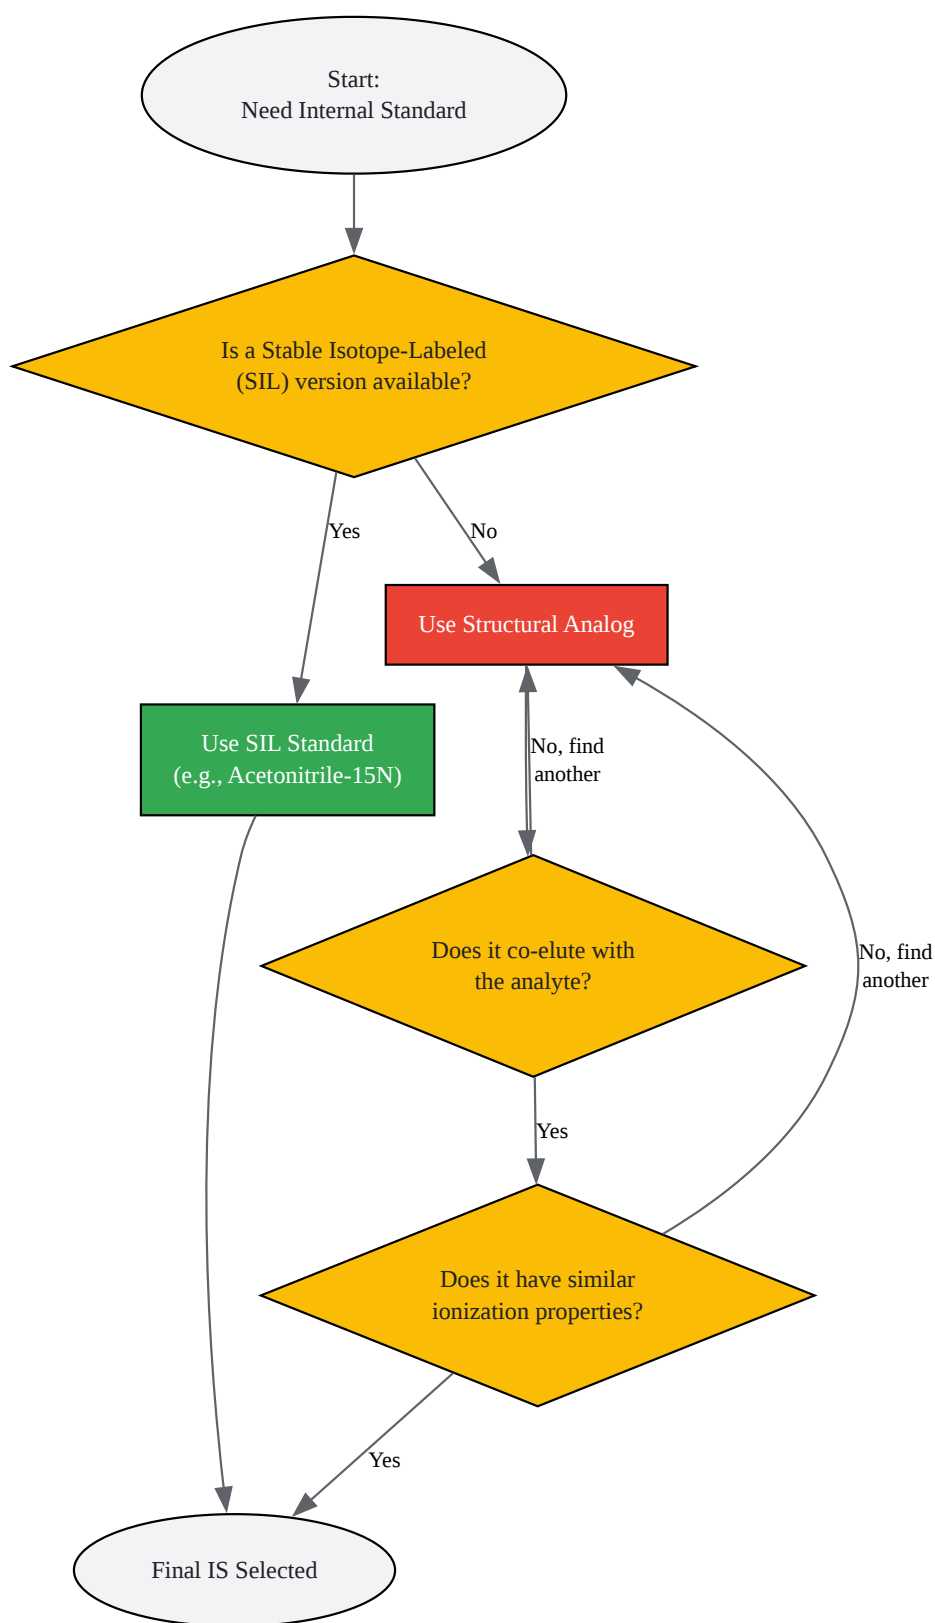 Start:
Need Internal Standard
Is a Stable Isotope-Labeled
(SIL) version available?
Yes
No
Use Structural Analog
Use SIL Standard
(e.g., Acetonitrile-15N)
No, find
another
Does it co-elute with
the analyte?
No, find
another
Yes
Does it have similar
ionization properties?
Yes
Final IS Selected